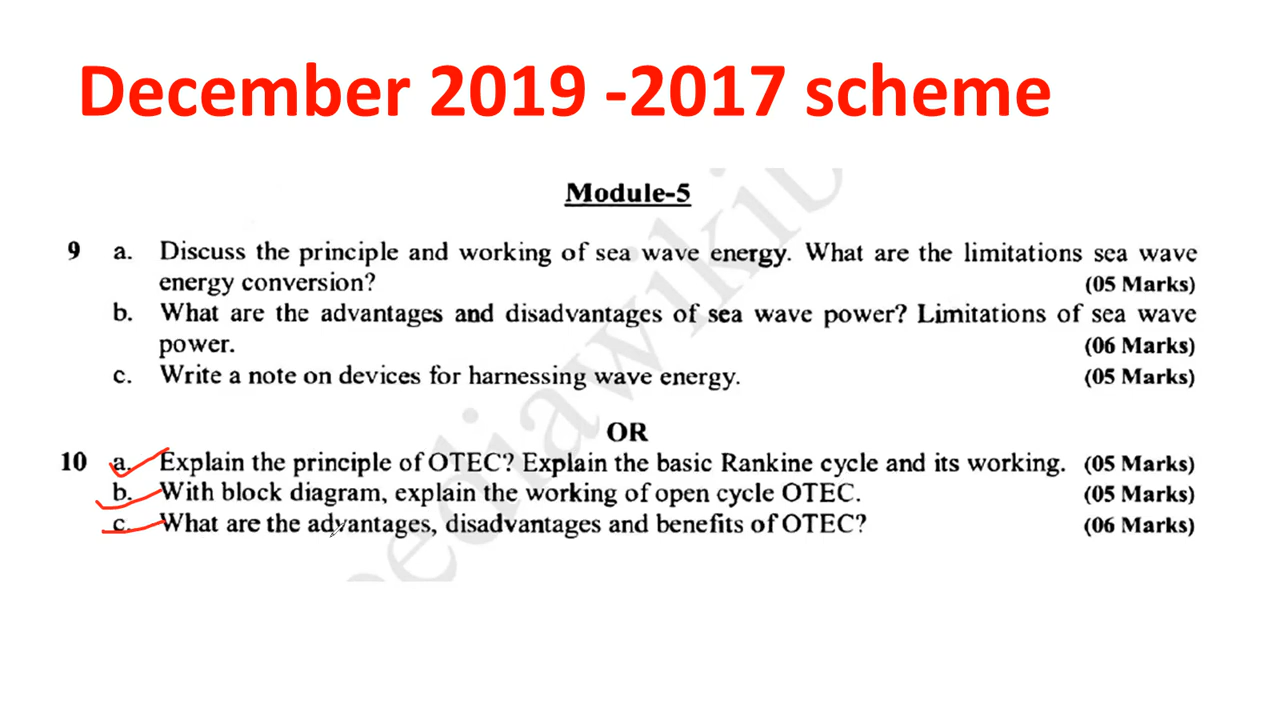 December 2019 -2017 scheme
Module-5
9 a. Discuss the principle and working of sea wave energy. What are the limitations sea wave
energy conversion? (05 Marks)
b. What are the advantages and disadvantages of sea wave power? Limitations of sea wave
power. (06 Marks)
c. Write a note on devices for harnessing wave energy. (05 Marks)
OR
10 a. Explain the principle of OTEC? Explain the basic Rankine cycle and its working. (05 Marks)
b. With block diagram, explain the working of open cycle OTEC. (05 Marks)
c. What are the advantages, disadvantages and benefits of OTEC? (06 Marks)